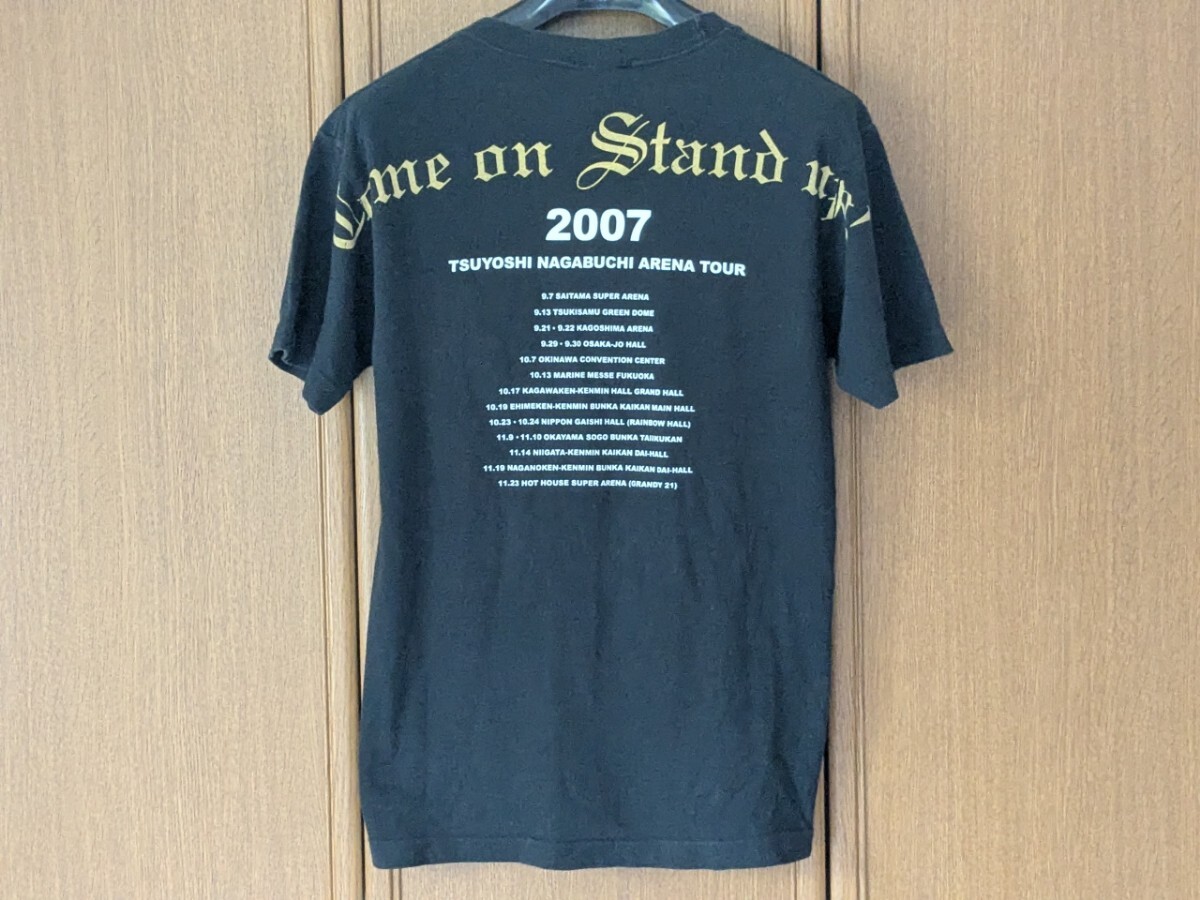 Come on Stand up!
2007
TSUYOSHI NAGABUCHI ARENA TOUR
9.7 SAITAMA SUPER ARENA
9.13 TSUKISAMU GREEN DOME
9.21・9.22 KAGOSHIMA ARENA
9.29・9.30 OSAKA-JO HALL
10.7 OKINAWA CONVENTION CENTER
10.13 MARINE MESSE FUKUOKA
10.17 KAGAWAKEN-KENMIN HALL GRAND HALL
10.19 EHIMEKEN-KENMIN BUNKA KAIKAN MAIN HALL
10.23・10.24 NIPPON GAISHI HALL (RAINBOW HALL)
11.9・11.10 OKAYAMA SOGO BUNKA TAIIKUKAN
11.14 NIIGATA-KENMIN KAIKAN DAI-HALL
11.19 NAGANOKEN-KENMIN BUNKA KAIKAN DAI-HALL
11.23 HOT HOUSE SUPER ARENA (GRANDY 21)